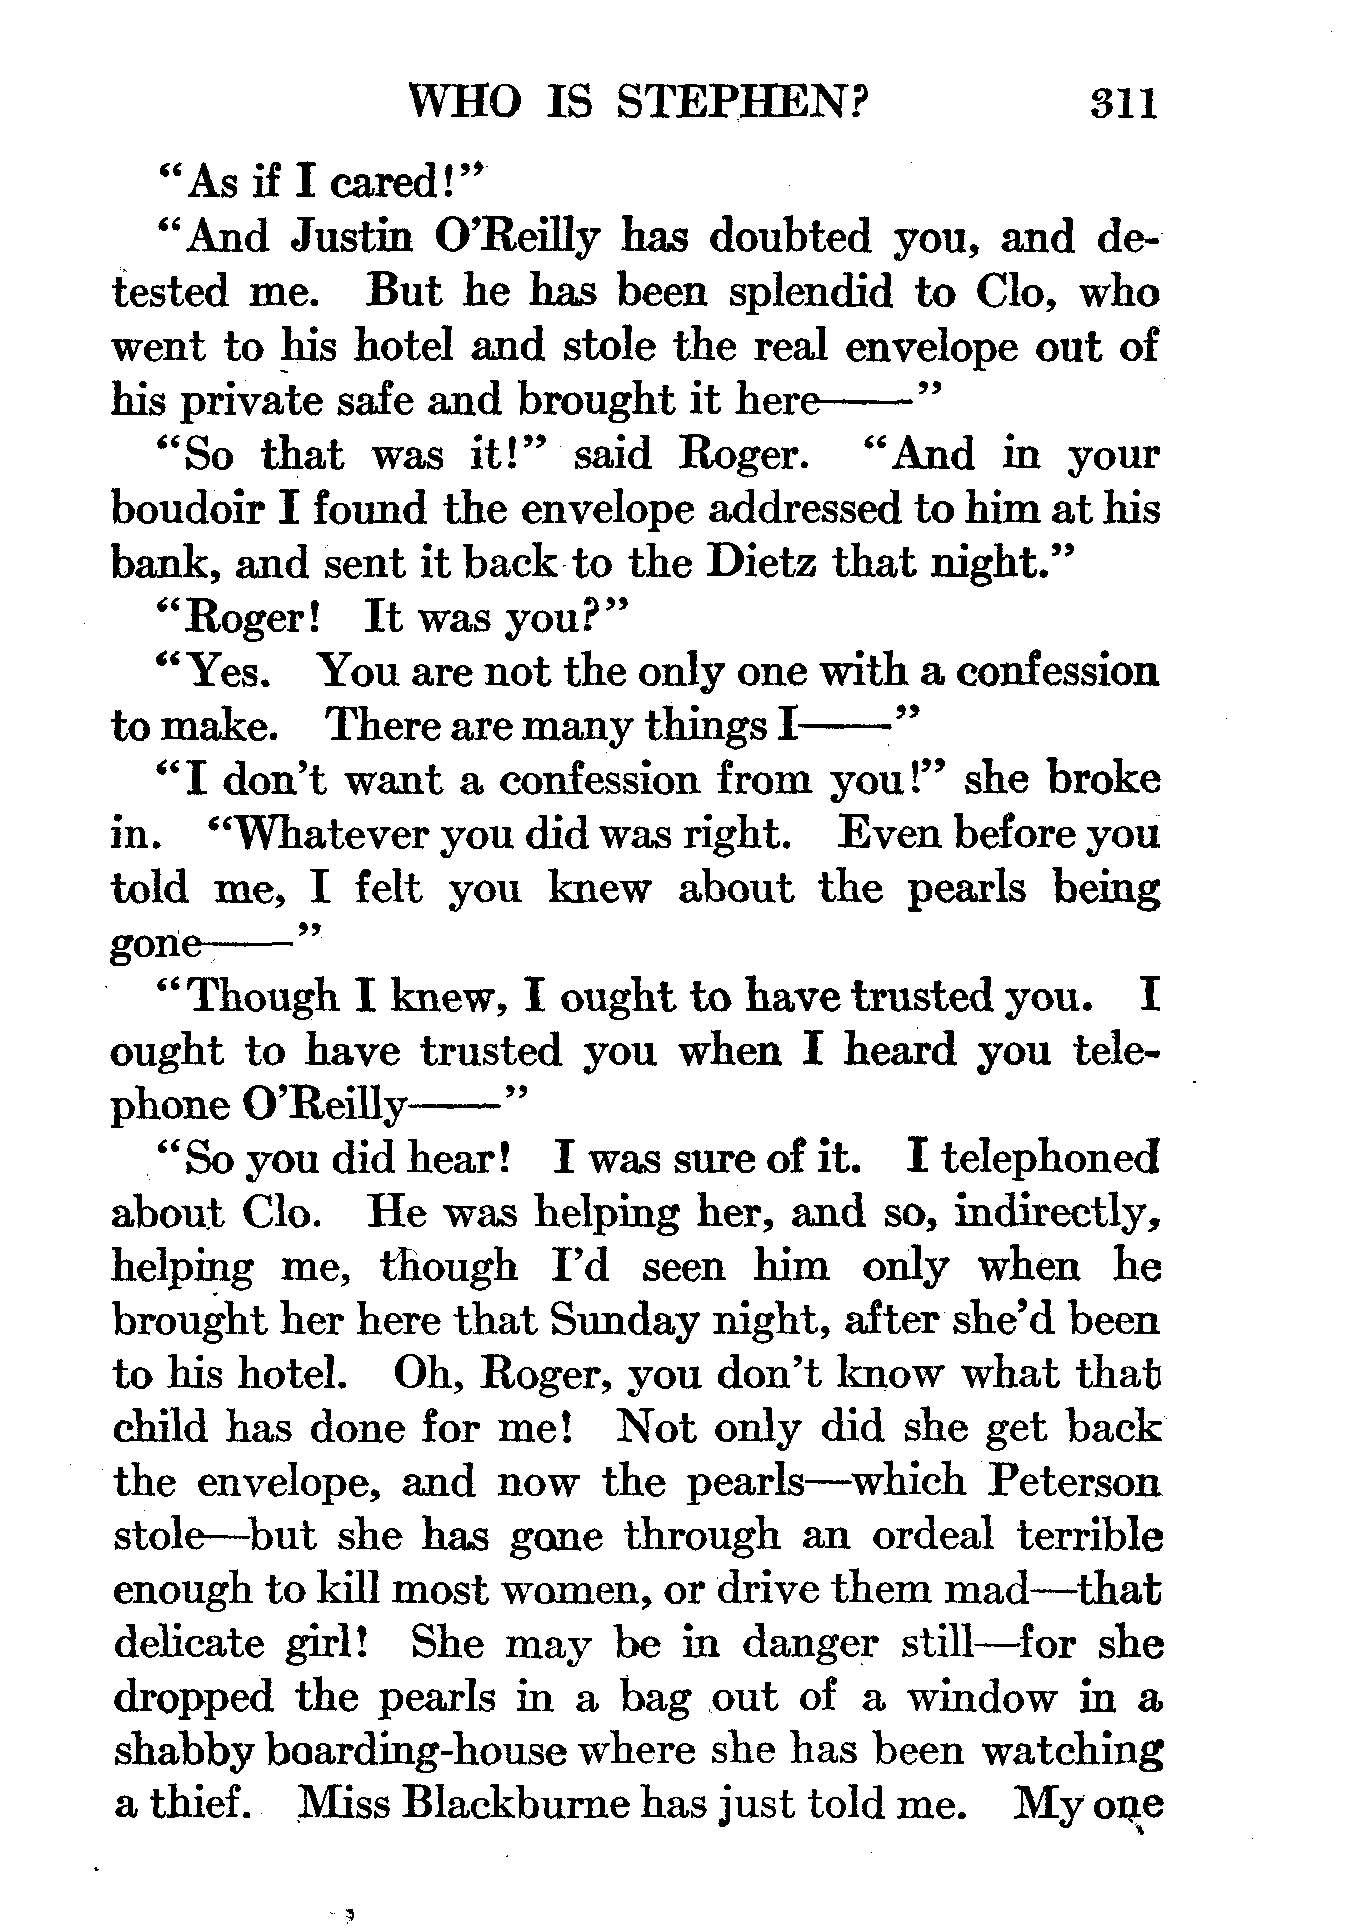 WHO IS STEPHEN? 311
"As if I cared!"
"And Justin O'Reilly has doubted you, and de-
tested me. But he has been splendid to Clo, who
went to his hotel and stole the real envelope out of
his private safe and brought it here——"
"So that was it!" said Roger. "And in your
boudoir I found the envelope addressed to him at his
bank, and sent it back to the Dietz that night."
"Roger! It was you?"
"Yes. You are not the only one with a confession
to make. There are many things I——"
"I don't want a confession from you!" she broke
in. "Whatever you did was right. Even before you
told me, I felt you knew about the pearls being
gone——"
"Though I knew, I ought to have trusted you. I
ought to have trusted you when I heard you tele-
phone O'Reilly——"
"So you did hear! I was sure of it. I telephoned
about Clo. He was helping her, and so, indirectly,
helping me, though I'd seen him only when he
brought her here that Sunday night, after she'd been
to his hotel. Oh, Roger, you don't know what that
child has done for me! Not only did she get back
the envelope, and now the pearls—which Peterson
stole—but she has gone through an ordeal terrible
enough to kill most women, or drive them mad—that
delicate girl! She may be in danger still—for she
dropped the pearls in a bag out of a window in a
shabby boarding-house where she has been watching
a thief. Miss Blackburne has just told me. My one